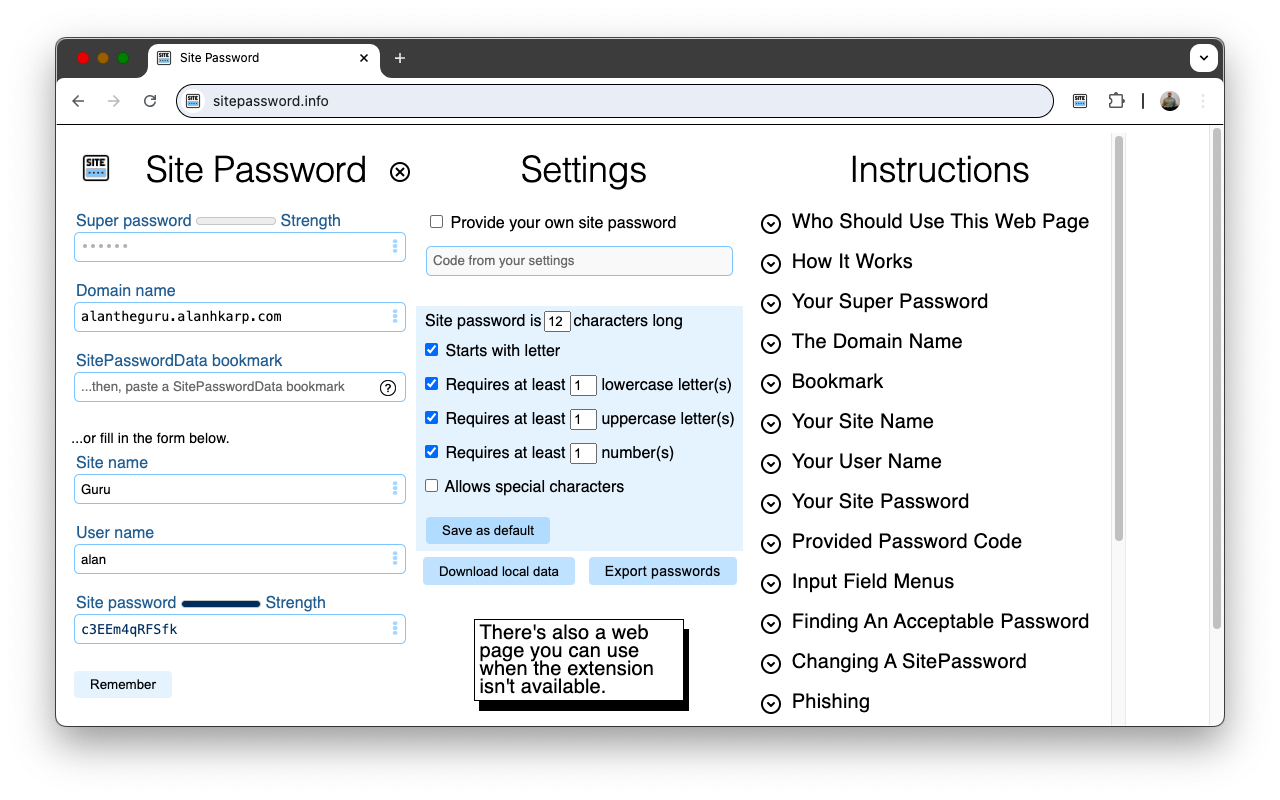 Site Password
sitepassword.info
SITE
Site Password
Super password
Strength
Domain name
alantheguru.alanhkarp.com
SitePasswordData bookmark
...then, paste a SitePasswordData bookmark
...or fill in the form below.
Site name
Guru
User name
alan
Site password
Strength
c3EEm4qRFSfk
Remember
Settings
Provide your own site password
Code from your settings
Site password is 12 characters long
Starts with letter
Requires at least 1 lowercase letter(s)
Requires at least 1 uppercase letter(s)
Requires at least 1 number(s)
Allows special characters
Save as default
Download local data
Export passwords
There's also a web
page you can use
when the extension
isn't available.
Instructions
Who Should Use This Web Page
How It Works
Your Super Password
The Domain Name
Bookmark
Your Site Name
Your User Name
Your Site Password
Provided Password Code
Input Field Menus
Finding An Acceptable Password
Changing A SitePassword
Phishing